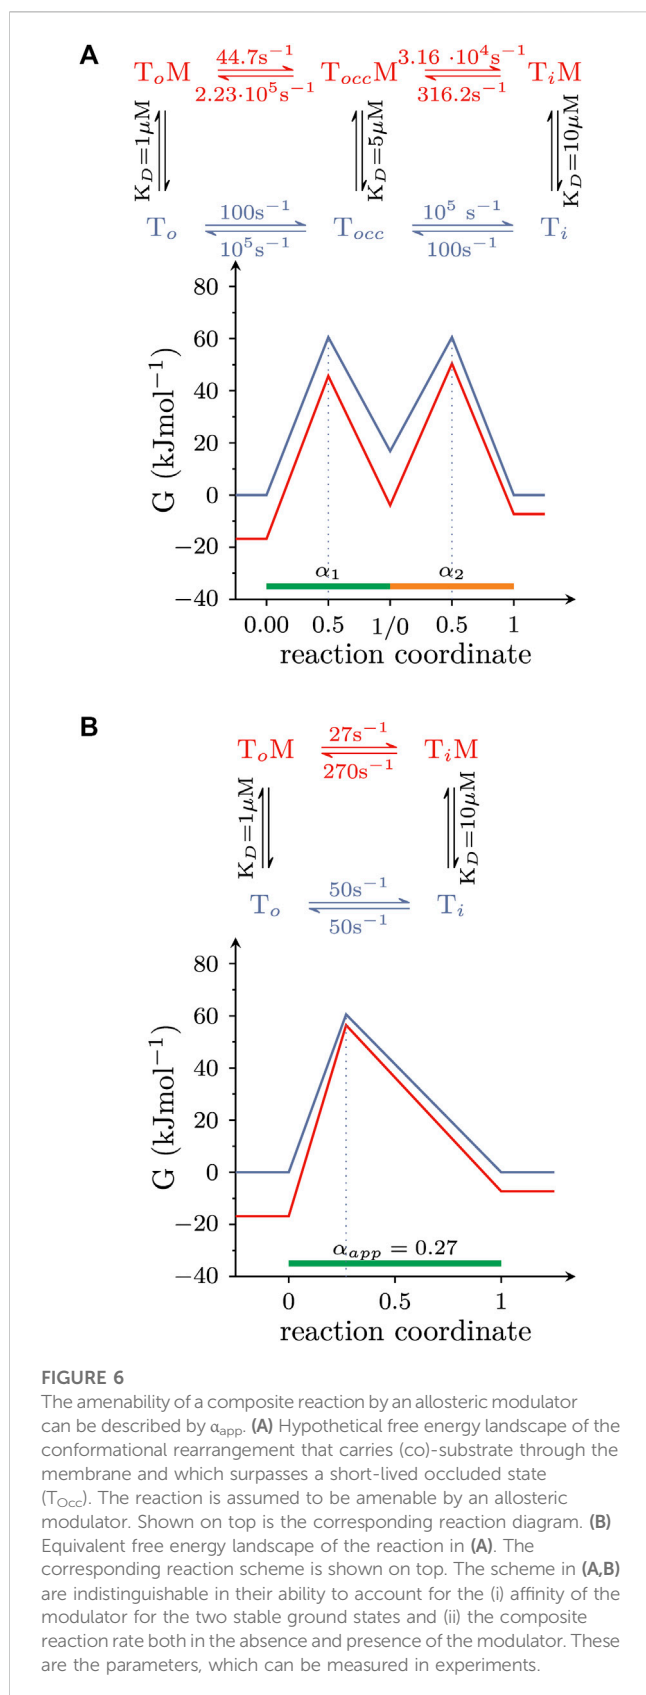 A
44.7s⁻¹ 3.16 ·10⁴s⁻¹
TₒM TₒccM TᵢM
2.23·10⁵s⁻¹ 316.2s⁻¹
K_D=1μM K_D=5μM K_D=10μM
100s⁻¹ 10⁵ s⁻¹
Tₒ Tₒcc Tᵢ
10⁵s⁻¹ 100s⁻¹
G (kJmol⁻¹)
80
60
40
20
0
−20
−40
α₁ α₂
0.00 0.5 1/0 0.5 1
reaction coordinate
B
27s⁻¹
TₒM TᵢM
270s⁻¹
K_D=1μM K_D=10μM
50s⁻¹
Tₒ Tᵢ
50s⁻¹
G (kJmol⁻¹)
80
60
40
20
0
−20
−40
α_app = 0.27
0 0.5 1
reaction coordinate
FIGURE 6
The amenability of a composite reaction by an allosteric modulator
can be described by α_app. (A) Hypothetical free energy landscape of the
conformational rearrangement that carries (co)-substrate through the
membrane and which surpasses a short-lived occluded state
(T_Occ). The reaction is assumed to be amenable by an allosteric
modulator. Shown on top is the corresponding reaction diagram. (B)
Equivalent free energy landscape of the reaction in (A). The
corresponding reaction scheme is shown on top. The scheme in (A,B)
are indistinguishable in their ability to account for the (i) affinity of the
modulator for the two stable ground states and (ii) the composite
reaction rate both in the absence and presence of the modulator. These
are the parameters, which can be measured in experiments.